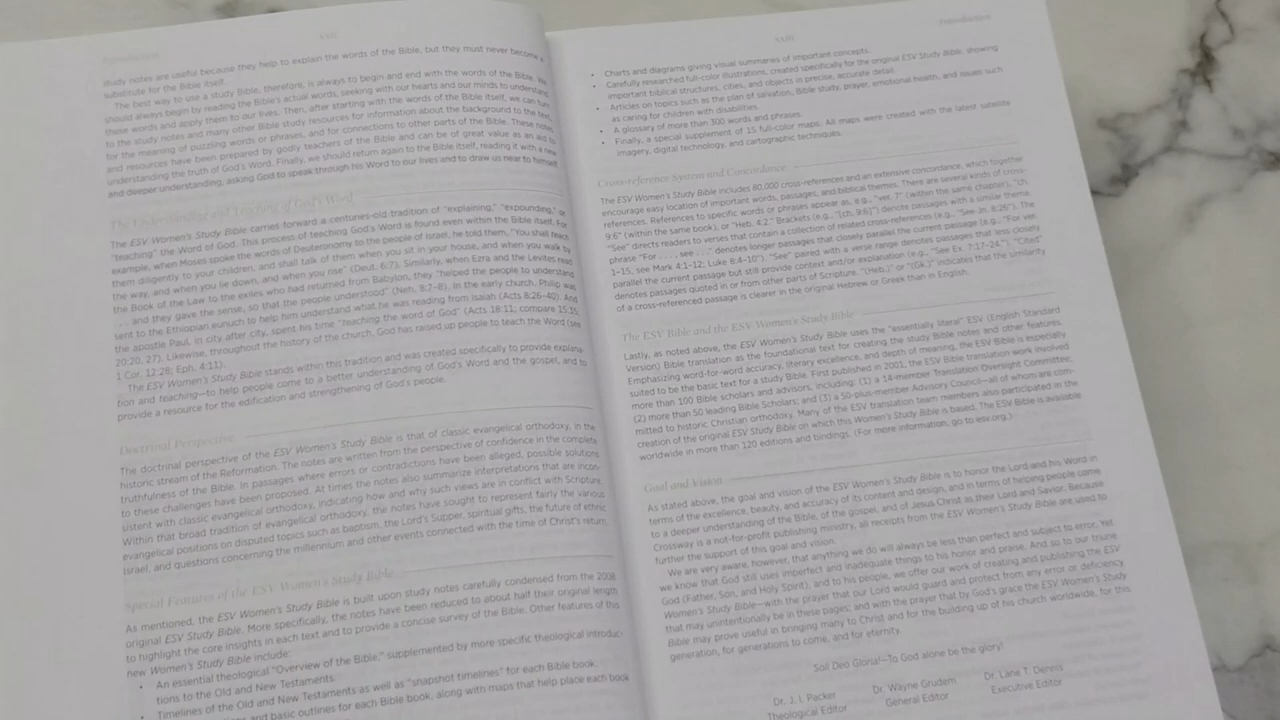 xxii
Introduction
study notes are useful because they help to explain the words of the Bible, but they must never become a
substitute for the Bible itself.
The best way to use a study Bible, therefore, is always to begin and end with the words of the Bible. We
should always begin by reading the Bible's actual words, seeking with our hearts and our minds to understand
these words and apply them to our lives. Then, after starting with the words of the Bible itself, we can turn
to the study notes and many other Bible study resources for information about the background to the text,
for the meaning of puzzling words or phrases, and for connections to other parts of the Bible. These notes
and resources have been prepared by godly teachers of the Bible and can be of great value as an aid to
understanding the truth of God's Word. Finally, we should return again to the Bible itself, reading it with a new
and deeper understanding, asking God to speak through his Word to our lives and to draw us near to himself.
The Understanding and Teaching of God's Word
The ESV Women's Study Bible carries forward a centuries-old tradition of "explaining," "expounding," or
"teaching" the Word of God. This process of teaching God's Word is found even within the Bible itself. For
example, when Moses spoke the words of Deuteronomy to the people of Israel, he told them, "You shall teach
them diligently to your children, and shall talk of them when you sit in your house, and when you walk by
the way, and when you lie down, and when you rise" (Deut. 6:7). Similarly, when Ezra and the Levites read
the Book of the Law to the exiles who had returned from Babylon, they "helped the people to understand
. . . and they gave the sense, so that the people understood" (Neh. 8:7–8). In the early church, Philip was
sent to the Ethiopian eunuch to help him understand what he was reading from Isaiah (Acts 8:26–40). And
the apostle Paul, in city after city, spent his time "teaching the word of God" (Acts 18:11; compare 15:35;
20:20, 27). Likewise, throughout the history of the church, God has raised up people to teach the Word (see
1 Cor. 12:28; Eph. 4:11).
The ESV Women's Study Bible stands within this tradition and was created specifically to provide explana-
tion and teaching—to help people come to a better understanding of God's Word and the gospel, and to
provide a resource for the edification and strengthening of God's people.
Doctrinal Perspective
The doctrinal perspective of the ESV Women's Study Bible is that of classic evangelical orthodoxy, in the
historic stream of the Reformation. The notes are written from the perspective of confidence in the complete
truthfulness of the Bible. In passages where errors or contradictions have been alleged, possible solutions
to these challenges have been proposed. At times the notes also summarize interpretations that are incon-
sistent with classic evangelical orthodoxy, indicating how and why such views are in conflict with Scripture.
Within that broad tradition of evangelical orthodoxy, the notes have sought to represent fairly the various
evangelical positions on disputed topics such as baptism, the Lord's Supper, spiritual gifts, the future of ethnic
Israel, and questions concerning the millennium and other events connected with the time of Christ's return.
Special Features of the ESV Women's Study Bible
As mentioned, the ESV Women's Study Bible is built upon study notes carefully condensed from the 2008
original ESV Study Bible. More specifically, the notes have been reduced to about half their original length
to highlight the core insights in each text and to provide a concise survey of the Bible. Other features of this
new Women's Study Bible include:
• An essential theological "Overview of the Bible," supplemented by more specific theological introduc-
tions to the Old and New Testaments.
• Timelines of the Old and New Testaments as well as "snapshot timelines" for each Bible book.
and basic outlines for each Bible book, along with maps that help place each book
xxiii
Introduction
• Charts and diagrams giving visual summaries of important concepts.
• Carefully researched full-color illustrations, created specifically for the original ESV Study Bible, showing
important biblical structures, cities, and objects in precise, accurate detail.
• Articles on topics such as the plan of salvation, Bible study, prayer, emotional health, and issues such
as caring for children with disabilities.
• A glossary of more than 300 words and phrases.
• Finally, a special supplement of 15 full-color maps. All maps were created with the latest satellite
imagery, digital technology, and cartographic techniques.
Cross-reference System and Concordance
The ESV Women's Study Bible includes 80,000 cross-references and an extensive concordance, which together
encourage easy location of important words, passages, and biblical themes. There are several kinds of cross-
references. References to specific words or phrases appear as, e.g., "ver. 7" (within the same chapter), "ch.
9:6" (within the same book), or "Heb. 4:2." Brackets (e.g., "[ch. 9:6]") denote passages with a similar theme.
"See" directs readers to verses that contain a collection of related cross-references (e.g., "See Jn. 6:26"). The
phrase "For . . . , see . . ." denotes longer passages that closely parallel the current passage (e.g., "For ver.
1–15, see Mark 4:1–12; Luke 8:4–10"). "See" paired with a verse range denotes passages that less closely
parallel the current passage but still provide context and/or explanation (e.g., "See Ex. 7:17–24."). "Cited"
denotes passages quoted in or from other parts of Scripture. "(Heb.)" or "(Gk.)" indicates that the similarity
of a cross-referenced passage is clearer in the original Hebrew or Greek than in English.
The ESV Bible and the ESV Women's Study Bible
Lastly, as noted above, the ESV Women's Study Bible uses the "essentially literal" ESV (English Standard
Version) Bible translation as the foundational text for creating the study Bible notes and other features.
Emphasizing word-for-word accuracy, literary excellence, and depth of meaning, the ESV Bible is especially
suited to be the basic text for a study Bible. First published in 2001, the ESV Bible translation work involved
more than 100 Bible scholars and advisors, including: (1) a 14-member Translation Oversight Committee;
(2) more than 50 leading Bible Scholars; and (3) a 50-plus-member Advisory Council—all of whom are com-
mitted to historic Christian orthodoxy. Many of the ESV translation team members also participated in the
creation of the original ESV Study Bible on which this Women's Study Bible is based. The ESV Bible is available
worldwide in more than 120 editions and bindings. (For more information, go to esv.org.)
Goal and Vision
As stated above, the goal and vision of the ESV Women's Study Bible is to honor the Lord and his Word in
terms of the excellence, beauty, and accuracy of its content and design, and in terms of helping people come
to a deeper understanding of the Bible, of the gospel, and of Jesus Christ as their Lord and Savior. Because
Crossway is a not-for-profit publishing ministry, all receipts from the ESV Women's Study Bible are used to
further the support of this goal and vision.
We are very aware, however, that anything we do will always be less than perfect and subject to error. Yet
we know that God still uses imperfect and inadequate things to his honor and praise. And so to our triune
God (Father, Son, and Holy Spirit), and to his people, we offer our work of creating and publishing the ESV
Women's Study Bible—with the prayer that our Lord would guard and protect from any error or deficiency
that may unintentionally be in these pages; and with the prayer that by God's grace the ESV Women's Study
Bible may prove useful in bringing many to Christ and for the building up of his church worldwide, for this
generation, for generations to come, and for eternity.
Soli Deo Gloria!—To God alone be the glory!
Dr. J. I. Packer Dr. Wayne Grudem Dr. Lane T. Dennis
Theological Editor General Editor Executive Editor